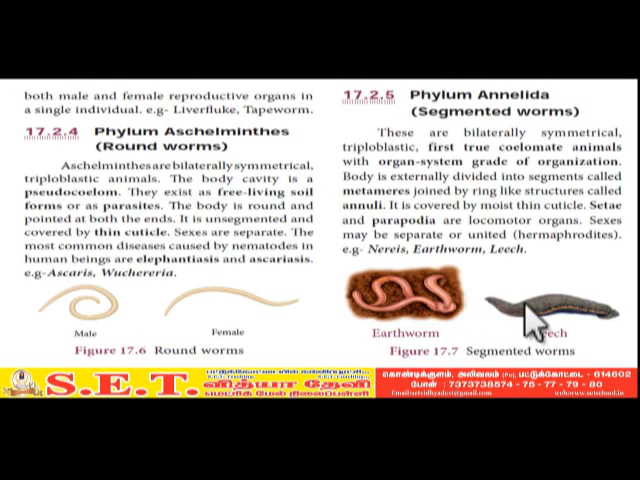 both male and female reproductive organs in
a single individual. e.g- Liverfluke, Tapeworm.
17.2.4 Phylum Aschelminthes
(Round worms)
Aschelminthes are bilaterally symmetrical,
triploblastic animals. The body cavity is a
pseudocoelom. They exist as free-living soil
forms or as parasites. The body is round and
pointed at both the ends. It is unsegmented and
covered by thin cuticle. Sexes are separate. The
most common diseases caused by nematodes in
human beings are elephantiasis and ascariasis.
e.g-Ascaris, Wuchereria.
Male
Female
Figure 17.6 Round worms
17.2.5 Phylum Annelida
(Segmented worms)
These are bilaterally symmetrical,
triploblastic, first true coelomate animals
with organ-system grade of organization.
Body is externally divided into segments called
metameres joined by ring like structures called
annuli. It is covered by moist thin cuticle. Setae
and parapodia are locomotor organs. Sexes
may be separate or united (hermaphrodites).
e.g- Nereis, Earthworm, Leech.
Earthworm
eech
Figure 17.7 Segmented worms
S.E.T. வித்யா தேவி
மெட்ரிக் மேல் நிலைப்பள்ளி
கொண்டிக்குளம், அலிவலம் (Po), பட்டுக்கோட்டை - 614602
போன் : 7373738874 - 75 - 77 - 79 - 80